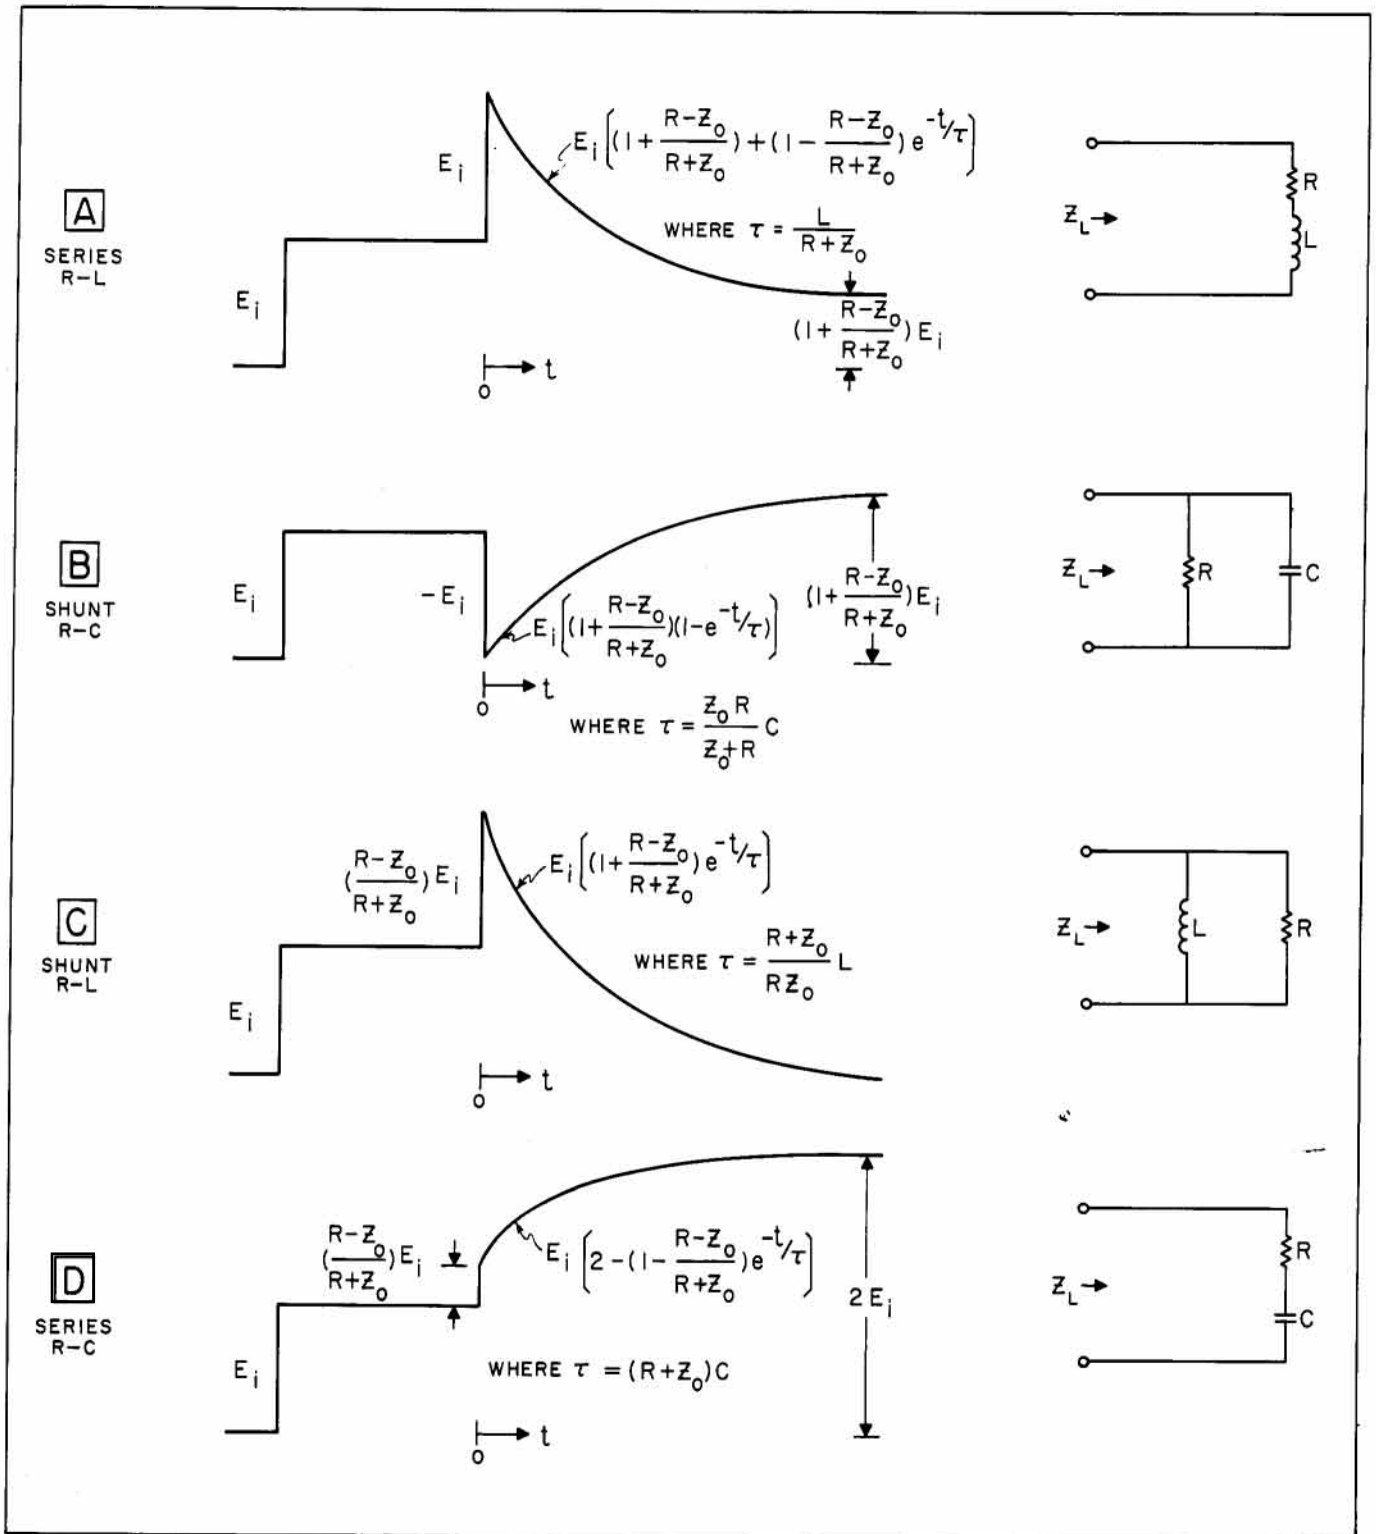 A
SERIES
R-L
E_i
E_i
E_i[(1+(R-Z_0)/(R+Z_0))+(1-(R-Z_0)/(R+Z_0))e^{-t/τ}]
WHERE τ = L/(R+Z_0)
(1+(R-Z_0)/(R+Z_0))E_i
0
t
Z_L
R
L
B
SHUNT
R-C
E_i
-E_i
E_i[(1+(R-Z_0)/(R+Z_0))(1-e^{-t/τ})]
(1+(R-Z_0)/(R+Z_0))E_i
0
t
WHERE τ = (Z_0 R)/(Z_0+R) C
Z_L
R
C
C
SHUNT
R-L
E_i
((R-Z_0)/(R+Z_0))E_i
E_i[(1+(R-Z_0)/(R+Z_0))e^{-t/τ}]
WHERE τ = (R+Z_0)/(RZ_0) L
0
t
Z_L
L
R
D
SERIES
R-C
E_i
((R-Z_0)/(R+Z_0))E_i
E_i[2-(1-(R-Z_0)/(R+Z_0))e^{-t/τ}]
2E_i
WHERE τ = (R+Z_0)C
0
t
Z_L
R
C